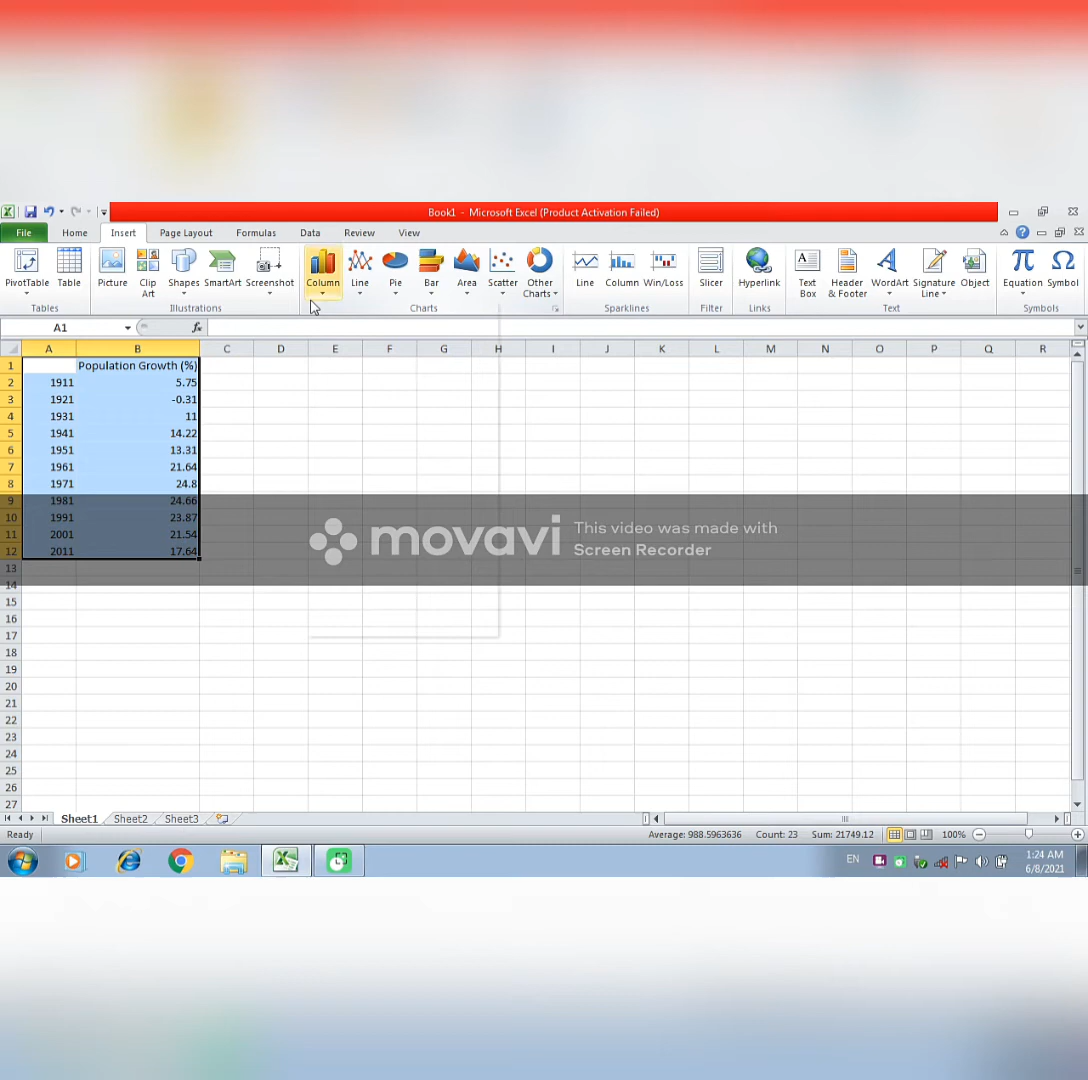 Book1 - Microsoft Excel (Product Activation Failed)
File Home Insert Page Layout Formulas Data Review View
PivotTable Table Picture Clip Art Shapes SmartArt Screenshot Column Line Pie Bar Area Scatter Other Charts Line Column Win/Loss Slicer Hyperlink Text Box Header & Footer WordArt Signature Line Object Equation Symbol
Tables Illustrations Charts Sparklines Filter Links Text Symbols
A1 fx
A B C D E F G H I J K L M N O P Q R
1 Population Growth (%)
2 1911 5.75
3 1921 -0.31
4 1931 11
5 1941 14.22
6 1951 13.31
7 1961 21.64
8 1971 24.8
9 1981 24.66
10 1991 23.87
11 2001 21.54
12 2011 17.64
movavi This video was made with
Screen Recorder
13
14
15
16
17
18
19
20
21
22
23
24
25
26
27
Sheet1 Sheet2 Sheet3
Ready Average: 988.5963636 Count: 23 Sum: 21749.12 100%
EN 1:24 AM
6/8/2021